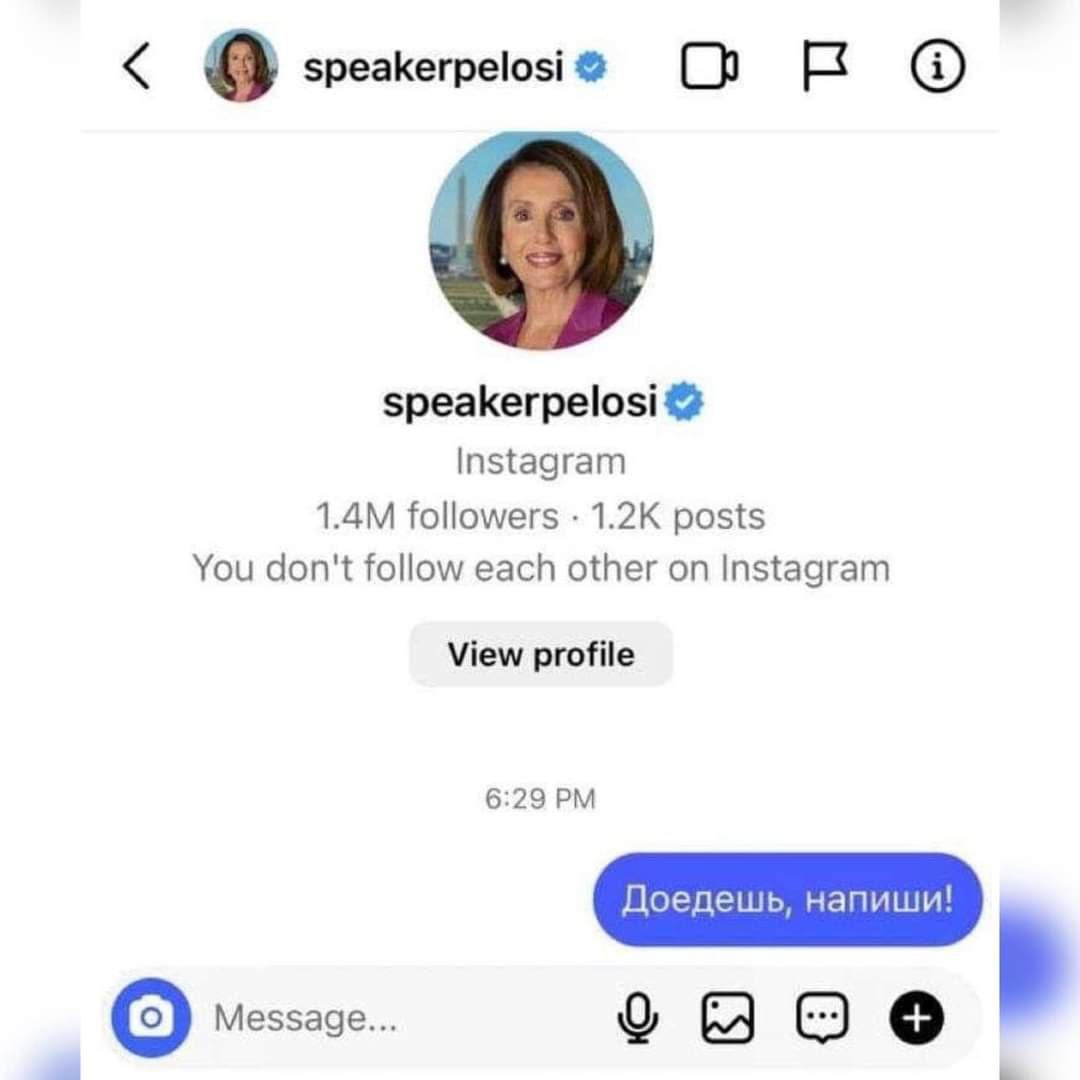 speakerpelosi
speakerpelosi
Instagram
1.4M followers · 1.2K posts
You don't follow each other on Instagram
View profile
6:29 PM
Доедешь, напиши!
Message...